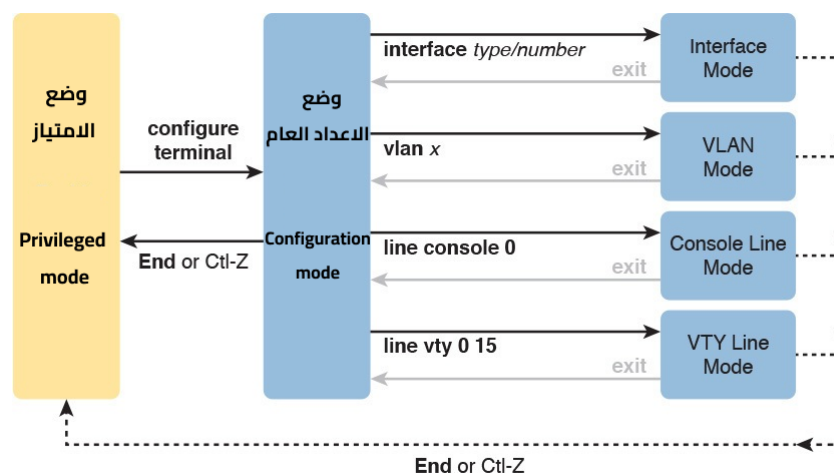 وضع
الامتياز
Privileged
mode
configure
terminal
End or Ctl-Z
وضع
الاعداد العام
Configuration
mode
interface type/number
exit
Interface
Mode
vlan x
exit
VLAN
Mode
line console 0
exit
Console Line
Mode
line vty 0 15
exit
VTY Line
Mode
End or Ctl-Z